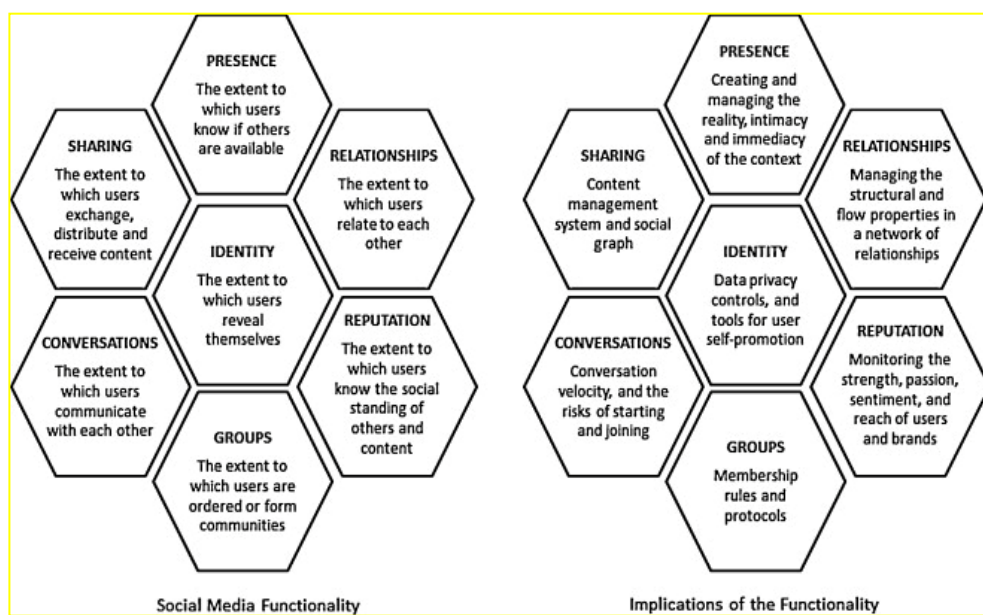 PRESENCE
The extent to
which users
know if others
are available
SHARING
The extent to
which users
exchange,
distribute and
receive content
RELATIONSHIPS
The extent to
which users
relate to each
other
IDENTITY
The extent to
which users
reveal
themselves
CONVERSATIONS
The extent to
which users
communicate
with each other
REPUTATION
The extent to
which users
know the social
standing of
others and
content
GROUPS
The extent to
which users are
ordered or form
communities
Social Media Functionality
PRESENCE
Creating and
managing the
reality, intimacy
and immediacy
of the context
SHARING
Content
management
system and social
graph
RELATIONSHIPS
Managing the
structural and
flow properties in
a network of
relationships
IDENTITY
Data privacy
controls, and
tools for user
self-promotion
CONVERSATIONS
Conversation
velocity, and the
risks of starting
and joining
REPUTATION
Monitoring the
strength, passion,
sentiment, and
reach of users
and brands
GROUPS
Membership
rules and
protocols
Implications of the Functionality